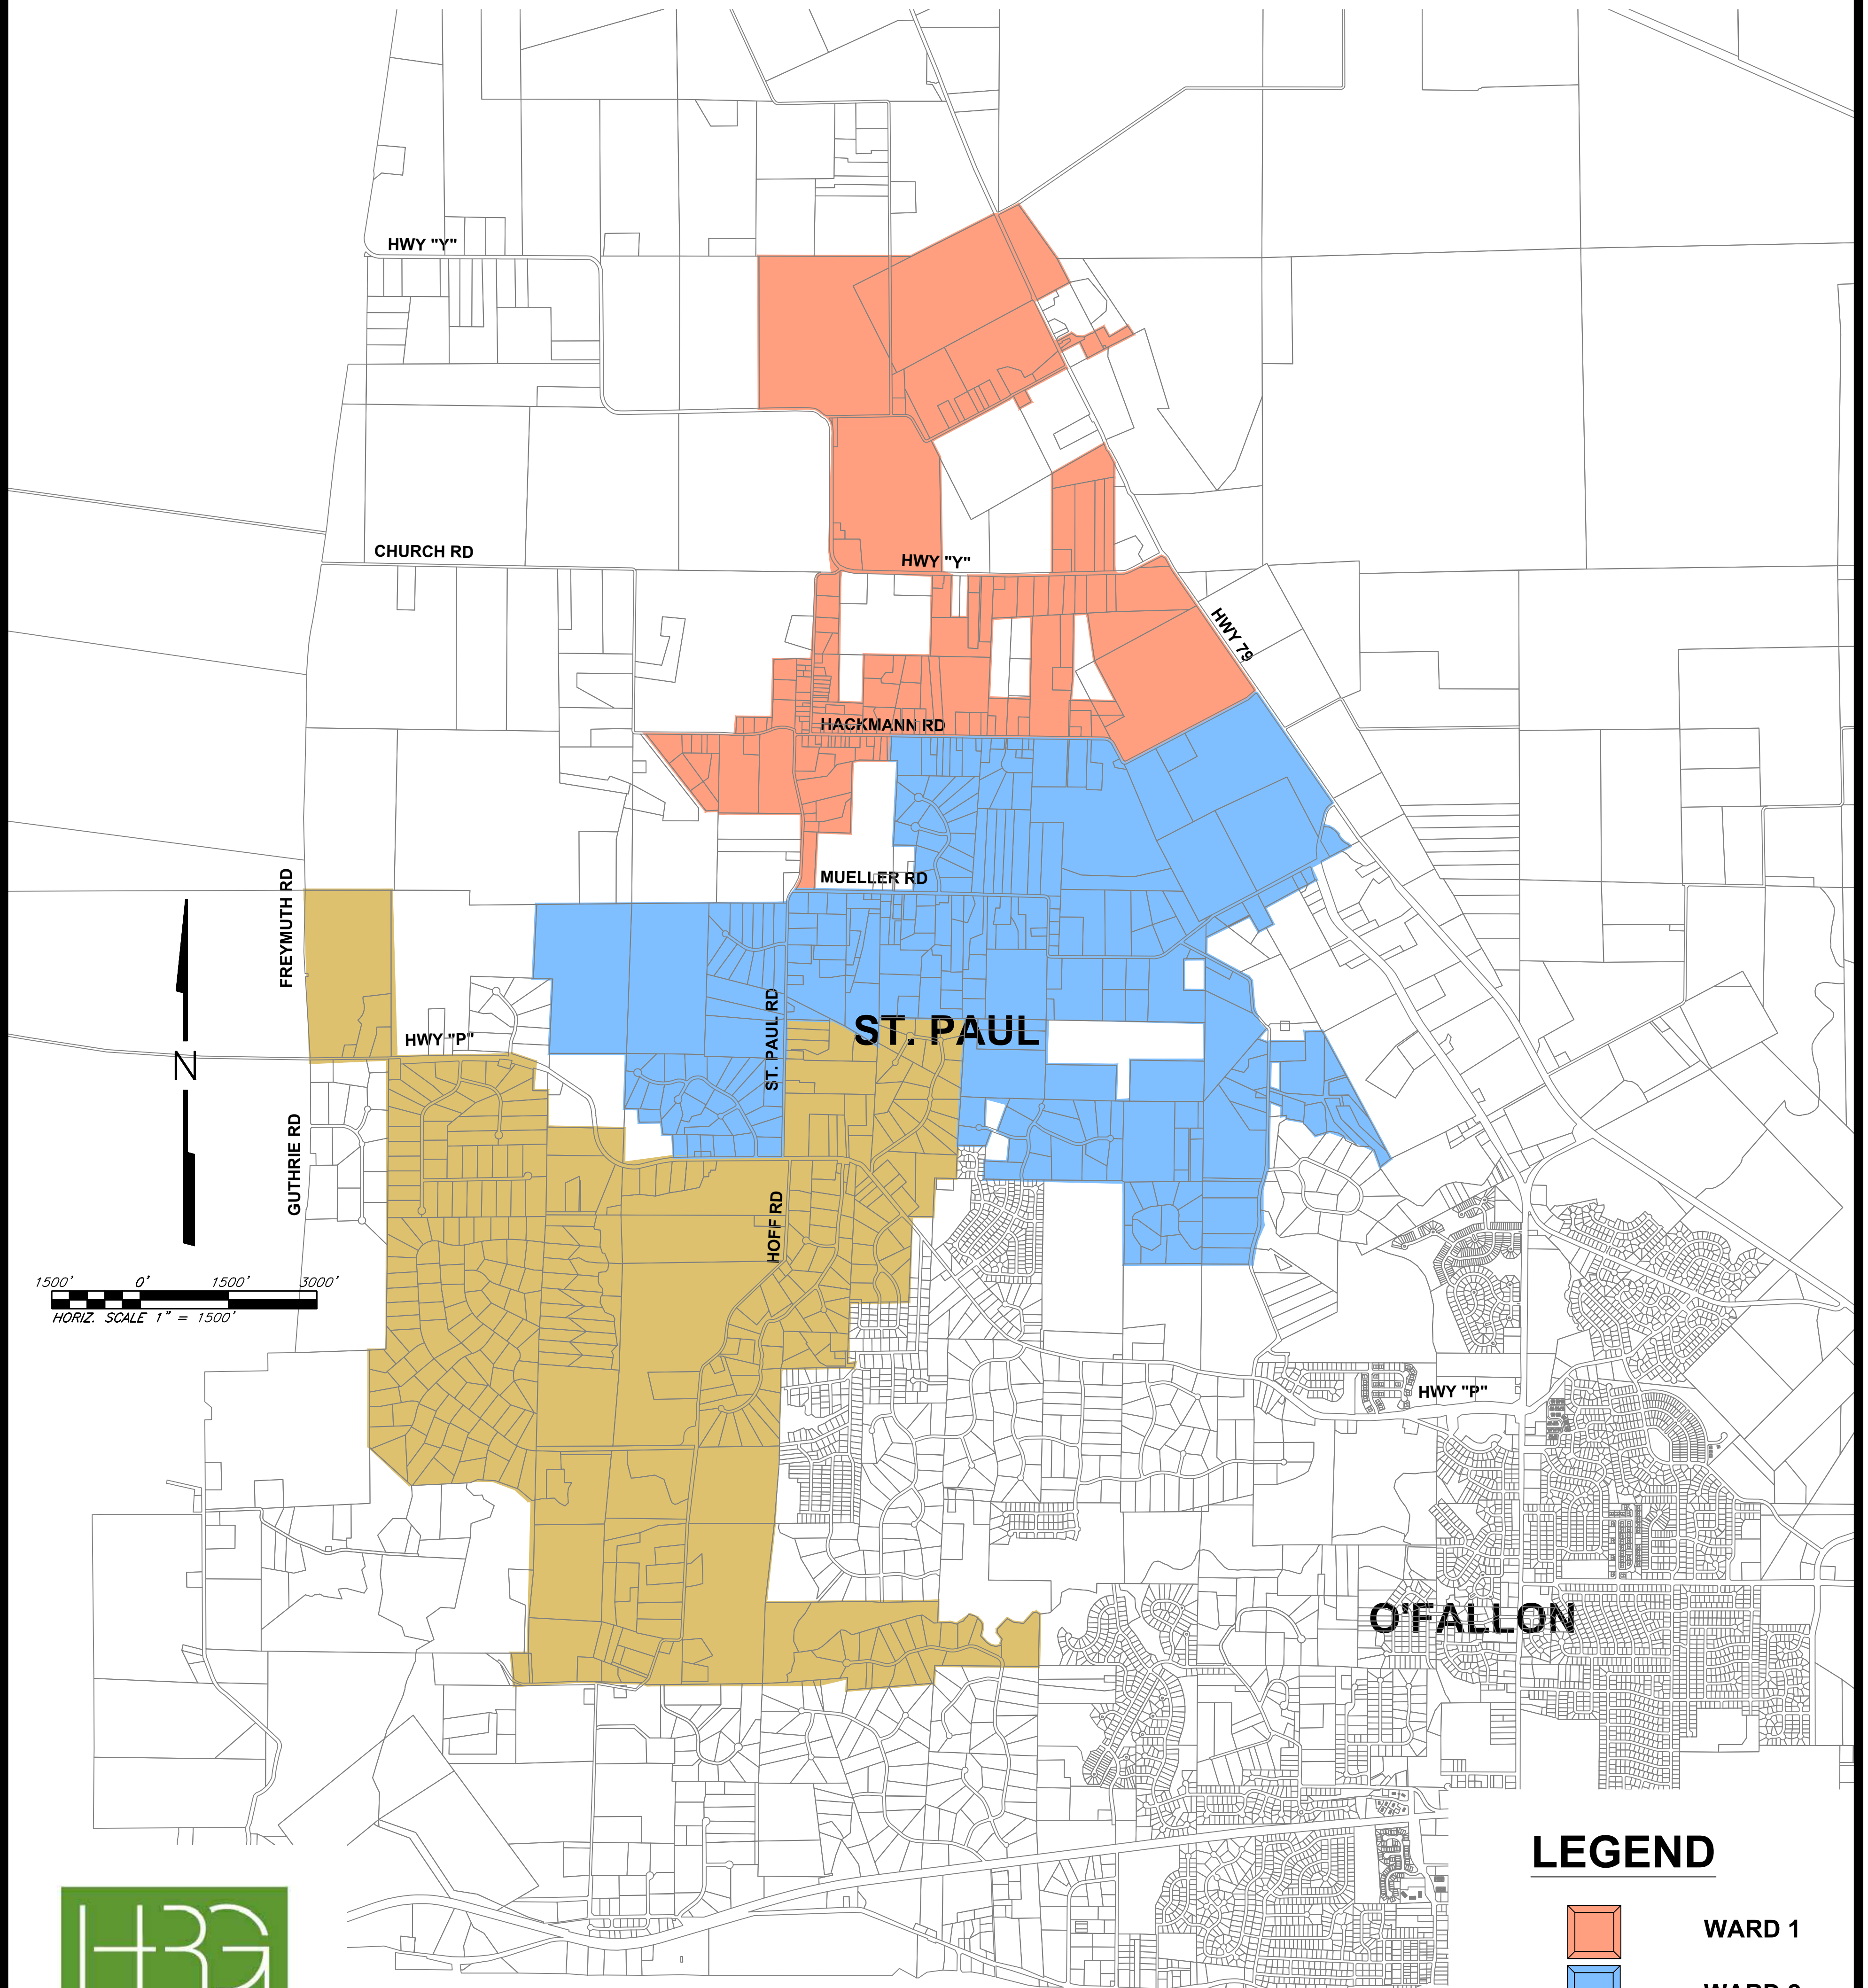 HWY "Y"
CHURCH RD
HWY "Y"
HWY 79
HACKMANN RD
MUELLER RD
FREYMUTH RD
ST. PAUL RD
ST. PAUL
HWY "P"
N
GUTHRIE RD
HOFF RD
1500' 0' 1500' 3000'
HORIZ. SCALE 1" = 1500'
HWY "P"
O'FALLON
LEGEND
WARD 1
WARD